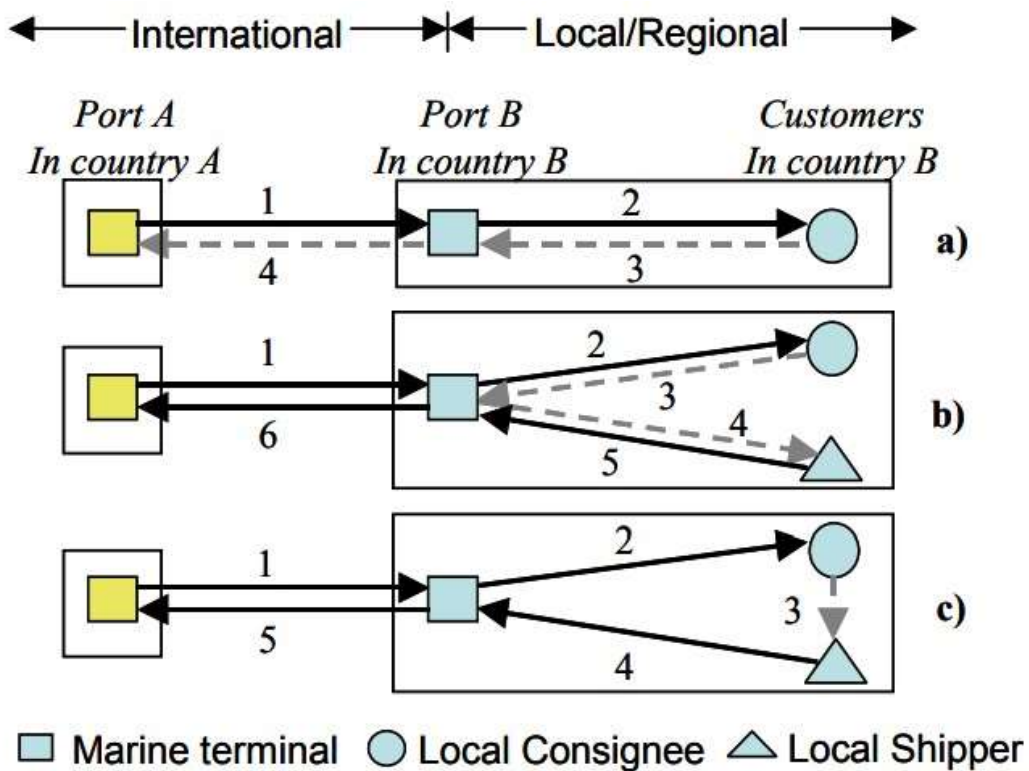 International Local/Regional
Port A Port B Customers
In country A In country B In country B
1 2
4 3 a)
1 2
3
6 4 b)
5
1 2
3 c)
5 4
Marine terminal Local Consignee Local Shipper